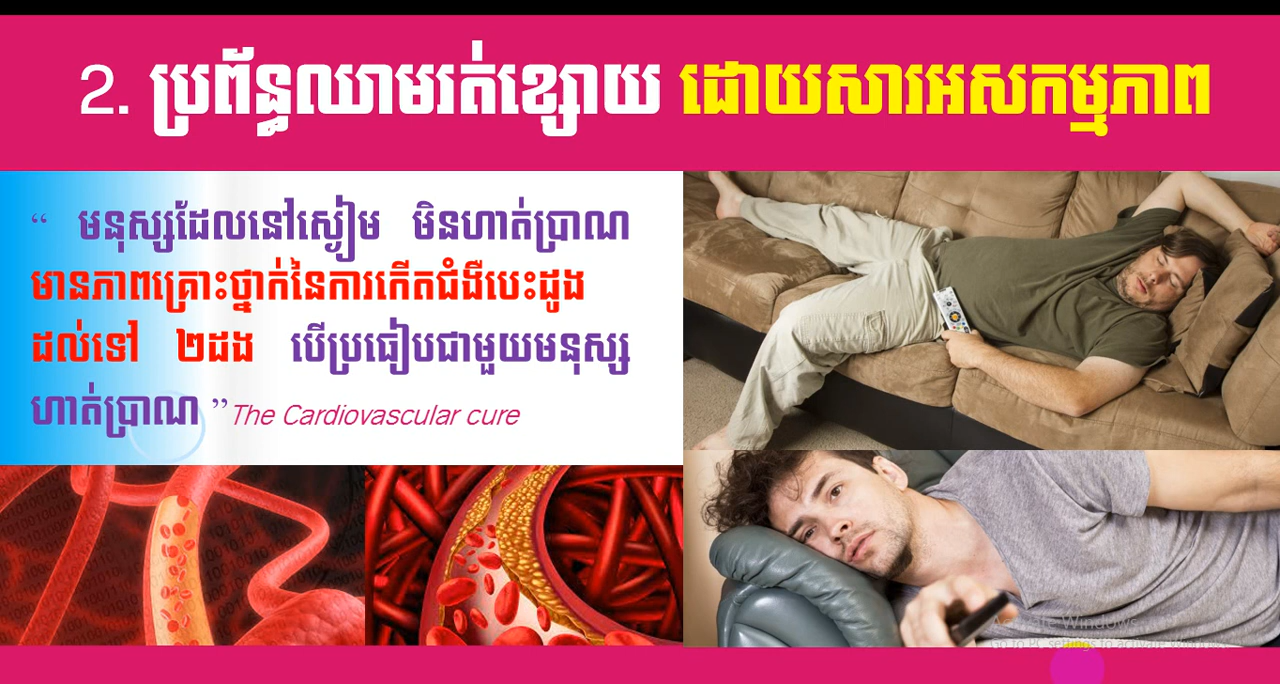 2. ប្រព័ន្ធឈាមរត់ខ្សោយ ដោយសារអសកម្មភាព
“ មនុស្សដែលនៅស្ងៀម មិនហាត់ប្រាណ
មានភាពគ្រោះថ្នាក់នៃការកើតជំងឺបេះដូង
ដល់ទៅ ២ដង បើប្រធៀបជាមួយមនុស្ស
ហាត់ប្រាណ ” The Cardiovascular cure